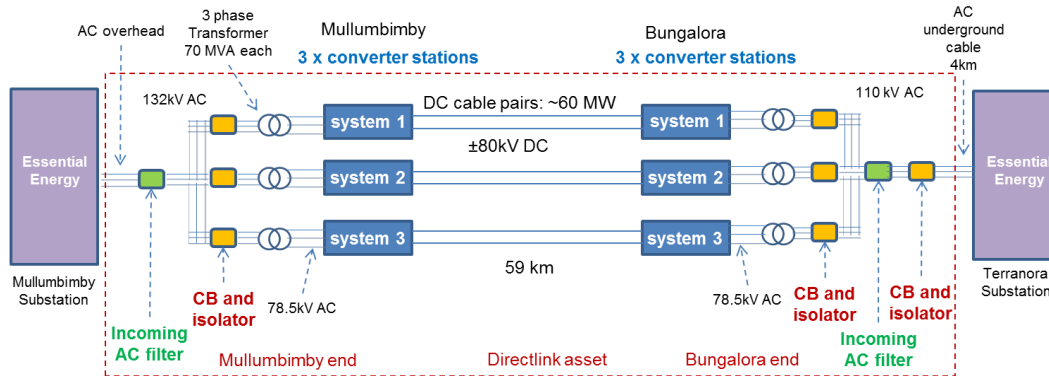 AC overhead
3 phase
Transformer
70 MVA each
Mullumbimby
3 x converter stations
Bungalora
3 x converter stations
AC
underground
cable
4km
132kV AC
DC cable pairs: ~60 MW
110 kV AC
system 1
system 1
±80kV DC
Essential
Energy
system 2
system 2
Essential
Energy
system 3
system 3
59 km
Mullumbimby
Substation
CB and
isolator
78.5kV AC
78.5kV AC
CB and
isolator
CB and
isolator
Terranora
Substation
Incoming
AC filter
Incoming
AC filter
Mullumbimby end
Directlink asset
Bungalora end